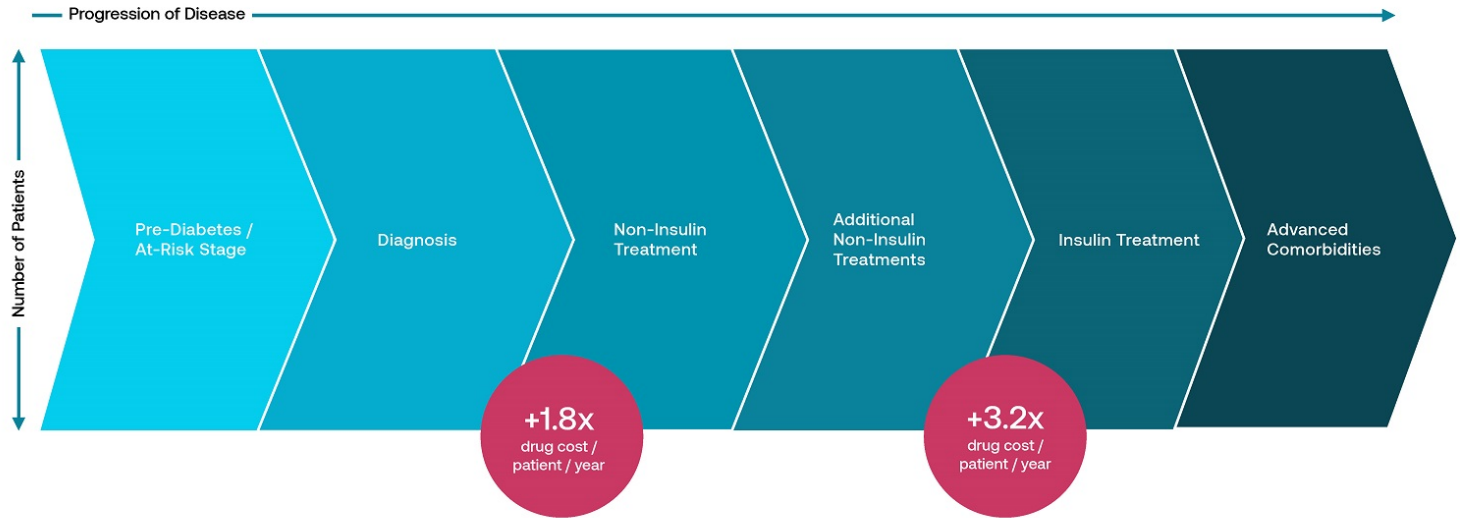 Progression of Disease
Number of Patients
Pre-Diabetes /
At-Risk Stage
Diagnosis
Non-Insulin
Treatment
Additional
Non-Insulin
Treatments
Insulin Treatment
Advanced
Comorbidities
+1.8x
drug cost /
patient / year
+3.2x
drug cost /
patient / year